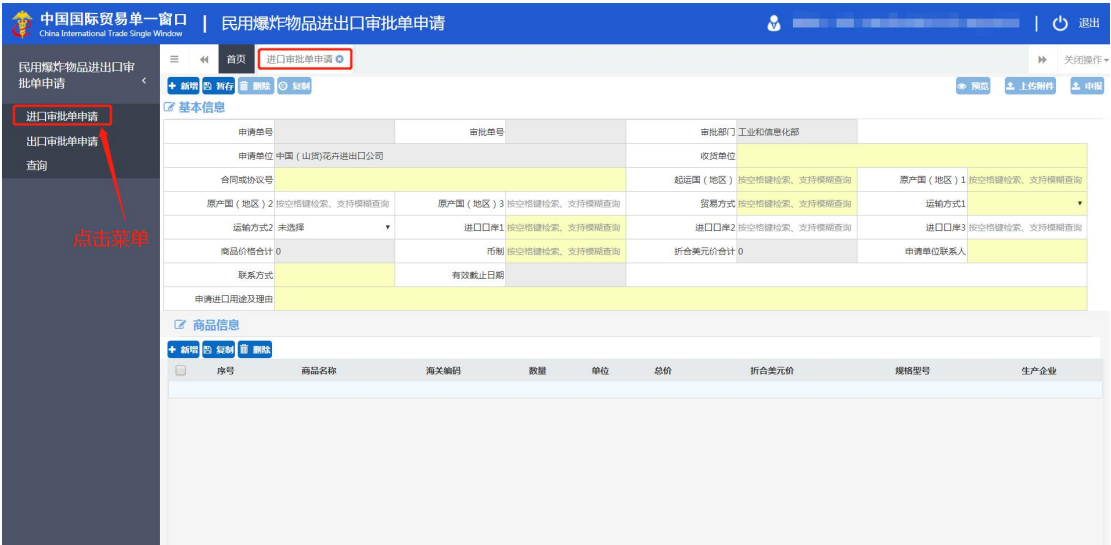 中国国际贸易单一窗口 | 民用爆炸物品进出口审批单申请
China International Trade Single Window
退出
民用爆炸物品进出口审批单申请
进口审批单申请
出口审批单申请
查询
点击菜单
首页 进口审批单申请 关闭操作
新增 暂存 删除 复制 预览 上传附件 申报
基本信息
申请单号 审批单号 审批部门 工业和信息化部
申请单位 中国（山货)花卉进出口公司 收货单位
合同或协议号 起运国（地区） 按空格键检索、支持模糊查询 原产国（地区）1 按空格键检索、支持模糊查询
原产国（地区）2 按空格键检索、支持模糊查询 原产国（地区）3 按空格键检索、支持模糊查询 贸易方式 按空格键检索、支持模糊查询 运输方式1
运输方式2 未选择 进口口岸1 按空格键检索、支持模糊查询 进口口岸2 按空格键检索、支持模糊查询 进口口岸3 按空格键检索、支持模糊查询
商品价格合计 0 币制 按空格键检索、支持模糊查询 折合美元价合计 0 申请单位联系人
联系方式 有效截止日期
申请进口用途及理由
商品信息
新增 复制 删除
序号 商品名称 海关编码 数量 单位 总价 折合美元价 规格型号 生产企业